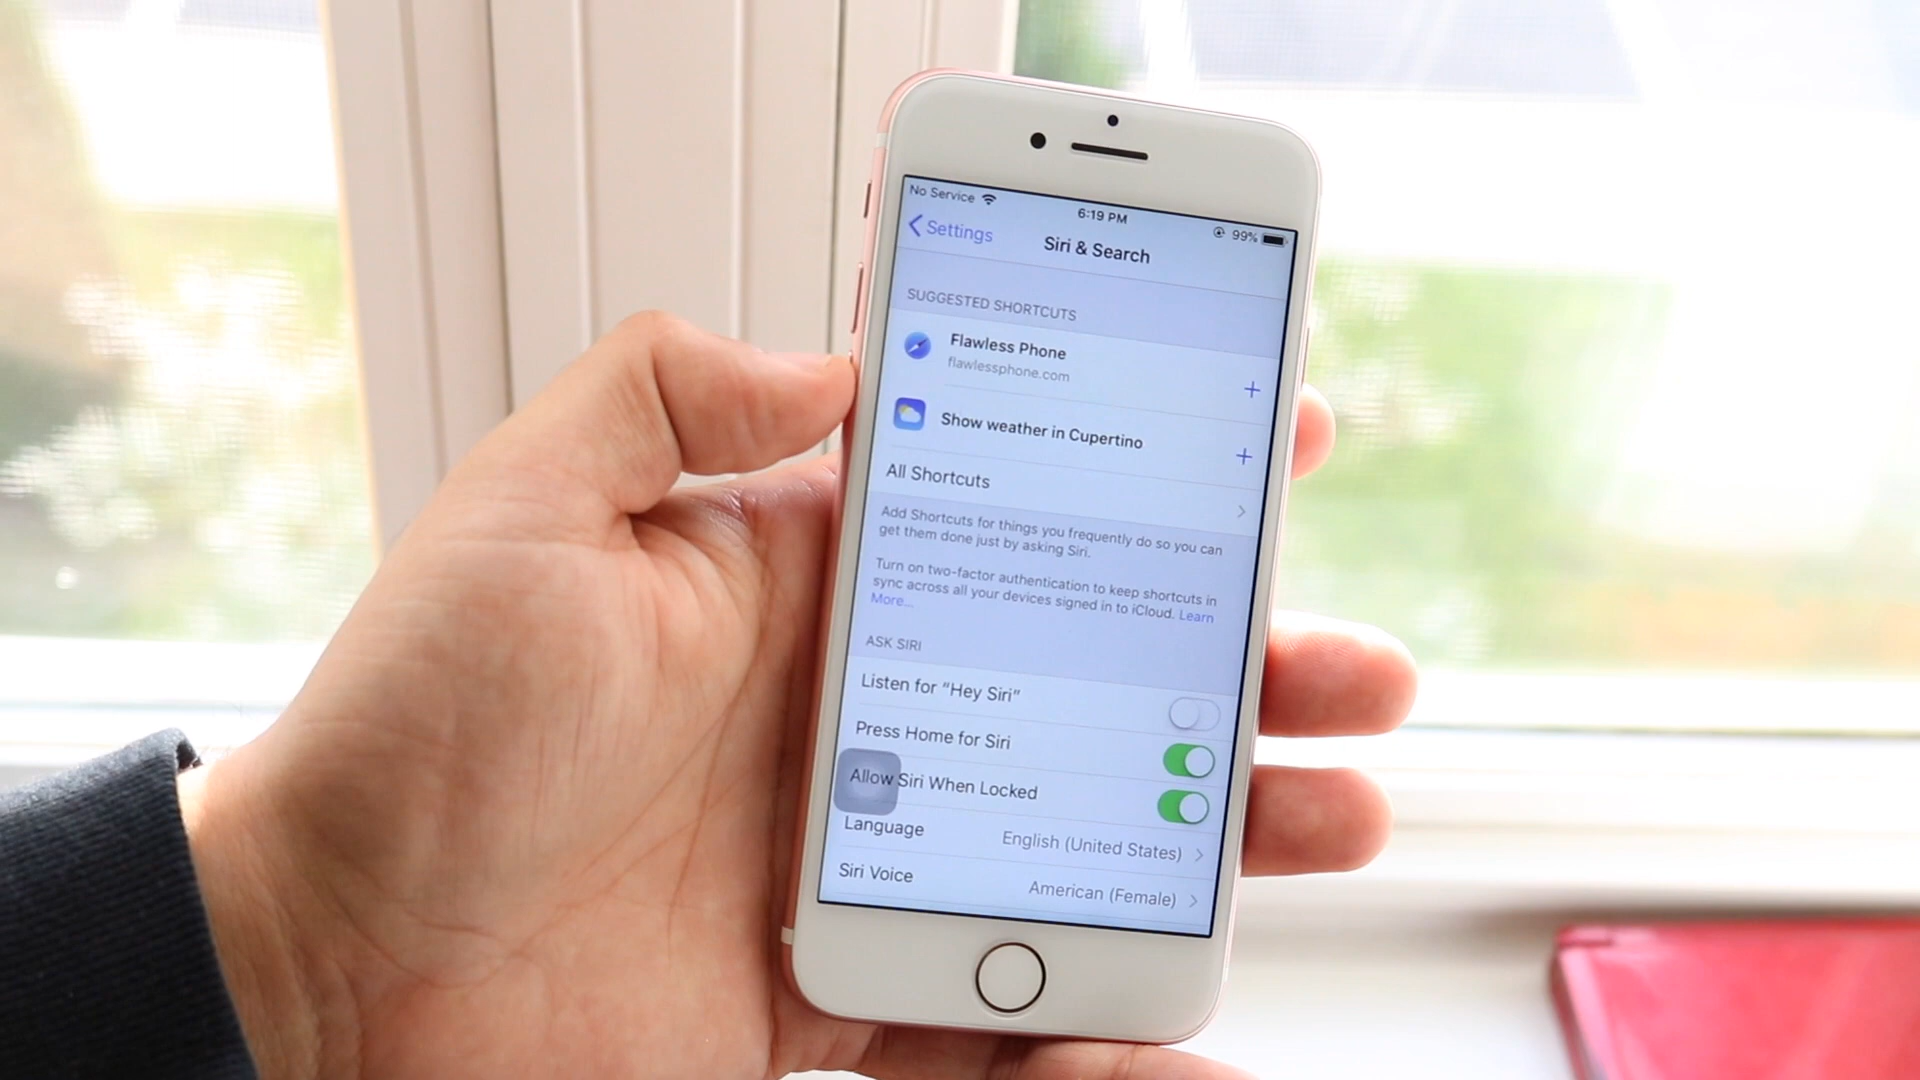 No Service
6:19 PM
99%
Settings
Siri & Search
SUGGESTED SHORTCUTS
Flawless Phone
flawlessphone.com
Show weather in Cupertino
All Shortcuts
Add Shortcuts for things you frequently do so you can
get them done just by asking Siri.
Turn on two-factor authentication to keep shortcuts in
sync across all your devices signed in to iCloud. Learn
More...
ASK SIRI
Listen for “Hey Siri”
Press Home for Siri
Allow Siri When Locked
Language English (United States)
Siri Voice American (Female)